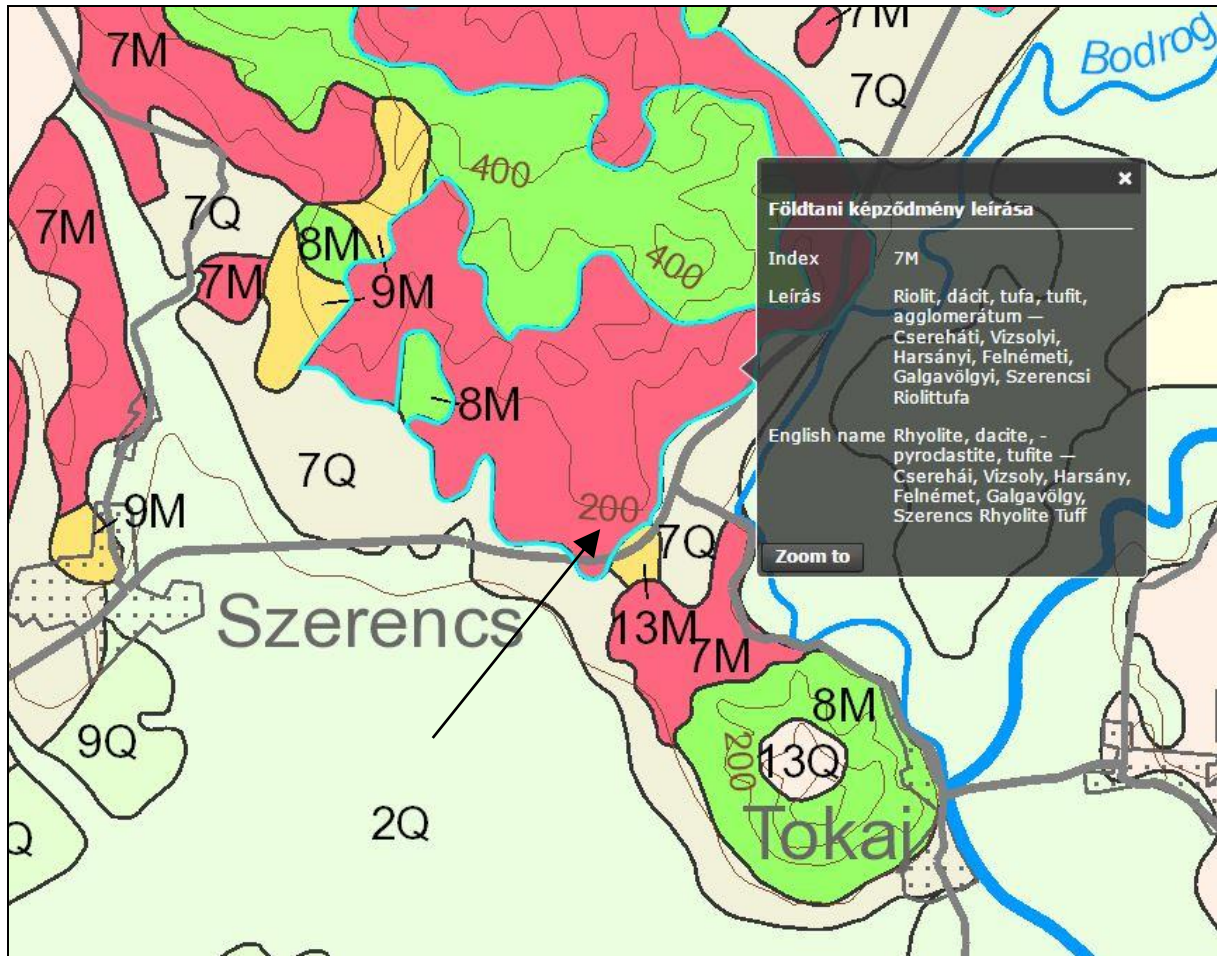 7M
7M
Bodrog
7Q
400
7Q
7M
8M
400
7M
9M
×
Földtani képződmény leírása
Index 7M
Leírás Riolit, dácit, tufa, tufit,
agglomerátum —
Csereháti, Vizsolyi,
Harsányi, Felnémeti,
Galgavölgyi, Szerencsi
Riolittufa
English name Rhyolite, dacite, -
pyroclastite, tufite —
Cserehái, Vizsoly, Harsány,
Felnémet, Galgavölgy,
Szerencs Rhyolite Tuff
Zoom to
8M
7Q
9M
200
7Q
Szerencs
13M
7M
8M
9Q
200
13Q
2Q
Tokaj
Q